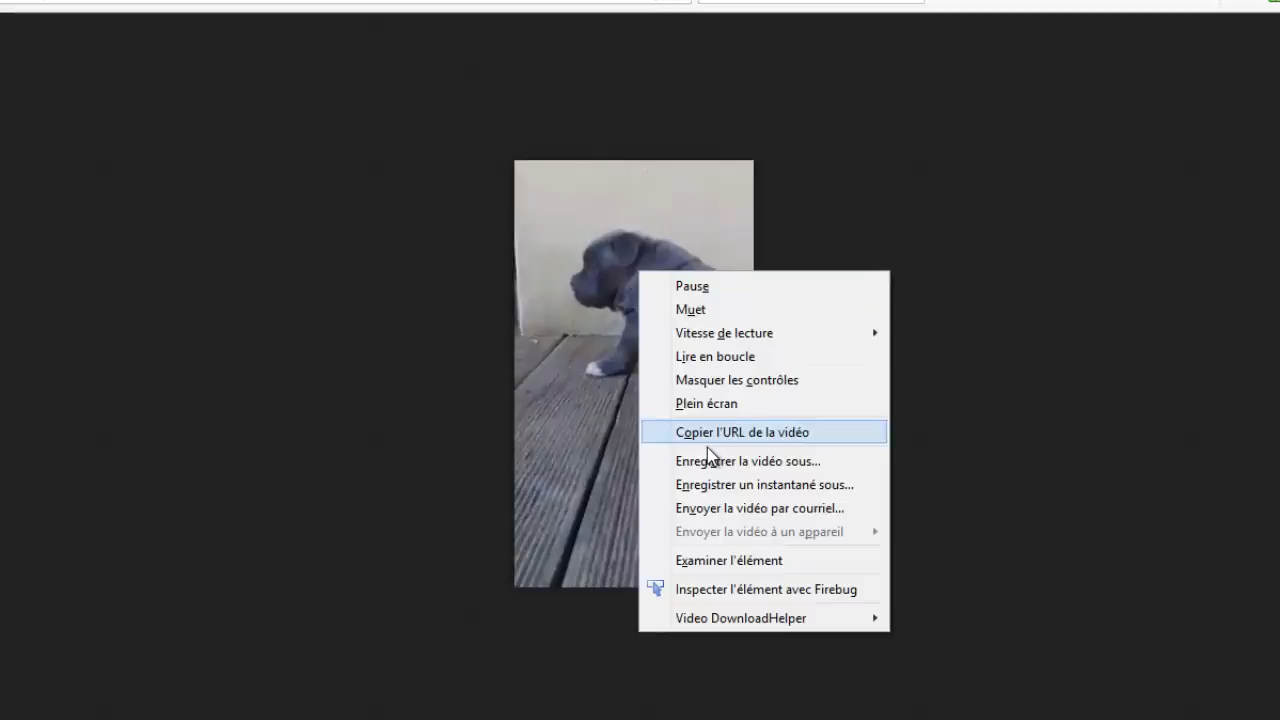 Pause
Muet
Vitesse de lecture
Lire en boucle
Masquer les contrôles
Plein écran
Copier l'URL de la vidéo
Enregistrer la vidéo sous...
Enregistrer un instantané sous...
Envoyer la vidéo par courriel...
Envoyer la vidéo à un appareil
Examiner l'élément
Inspecter l'élément avec Firebug
Video DownloadHelper